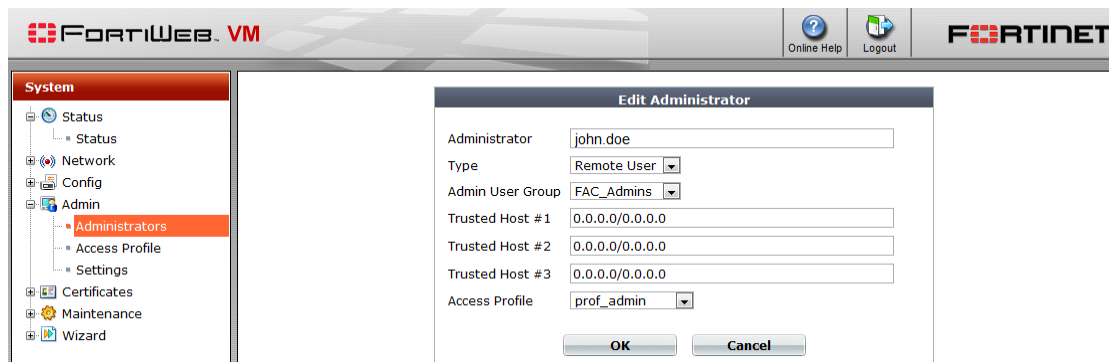 FORTIWEB VM
Online Help
Logout
FORTINET
System
Status
Status
Network
Config
Admin
Administrators
Access Profile
Settings
Certificates
Maintenance
Wizard
Edit Administrator
Administrator john.doe
Type Remote User
Admin User Group FAC_Admins
Trusted Host #1 0.0.0.0/0.0.0.0
Trusted Host #2 0.0.0.0/0.0.0.0
Trusted Host #3 0.0.0.0/0.0.0.0
Access Profile prof_admin
OK Cancel